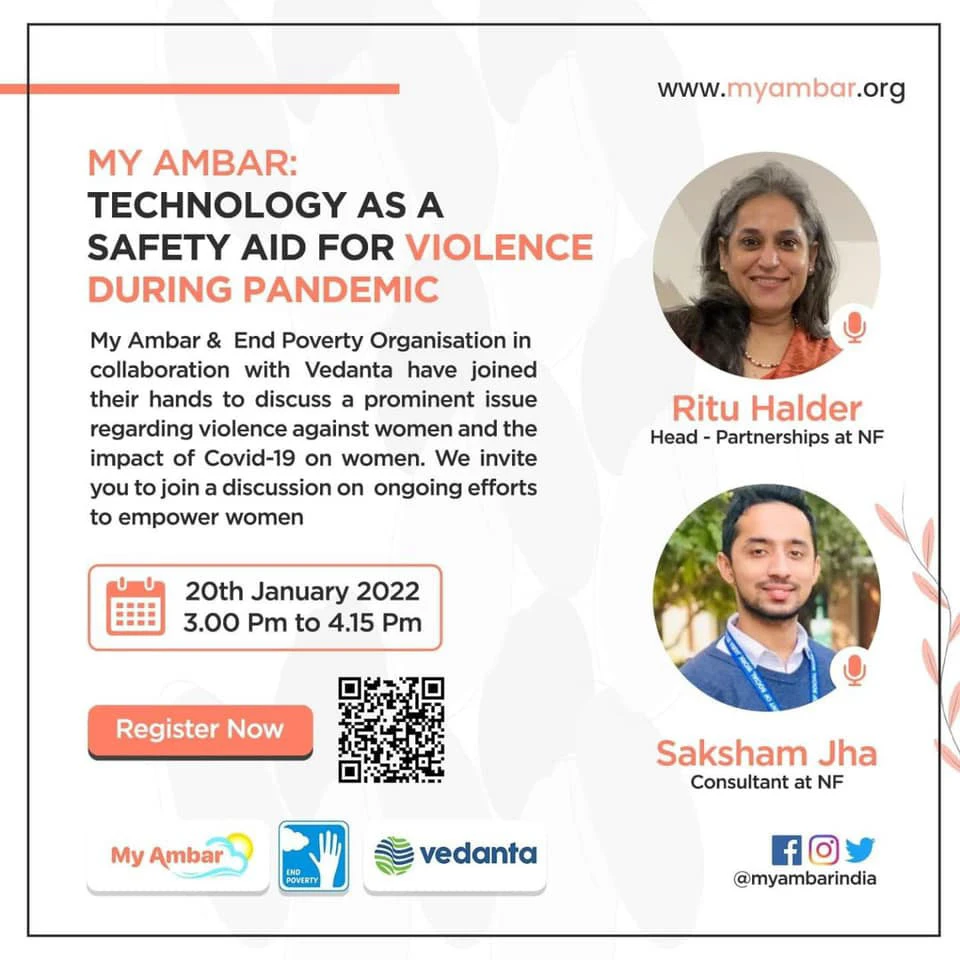 www.myambar.org
MY AMBAR:
TECHNOLOGY AS A
SAFETY AID FOR VIOLENCE
DURING PANDEMIC
My Ambar & End Poverty Organisation in
collaboration with Vedanta have joined
their hands to discuss a prominent issue
regarding violence against women and the
impact of Covid-19 on women. We invite
you to join a discussion on ongoing efforts
to empower women
20th January 2022
3.00 Pm to 4.15 Pm
Register Now
Ritu Halder
Head - Partnerships at NF
Saksham Jha
Consultant at NF
My Ambar
END
POVERTY
vedanta
@myambarindia